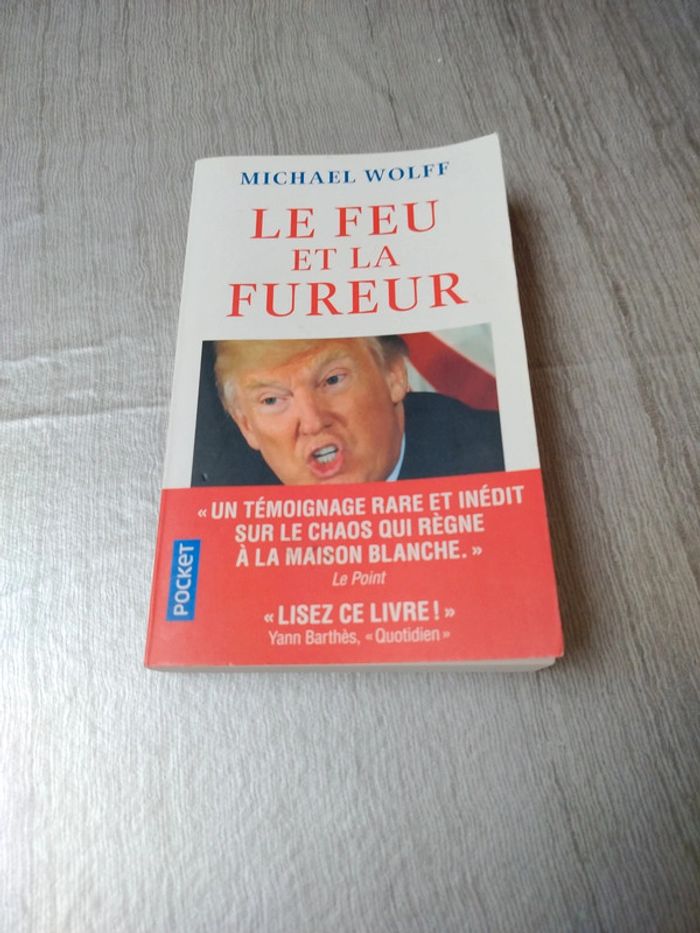 MICHAEL WOLFF
LE FEU
ET LA
FUREUR
« UN TÉMOIGNAGE RARE ET INÉDIT
SUR LE CHAOS QUI RÈGNE
À LA MAISON BLANCHE. »
Le Point
« LISEZ CE LIVRE ! »
Yann Barthès, « Quotidien »
POCKET